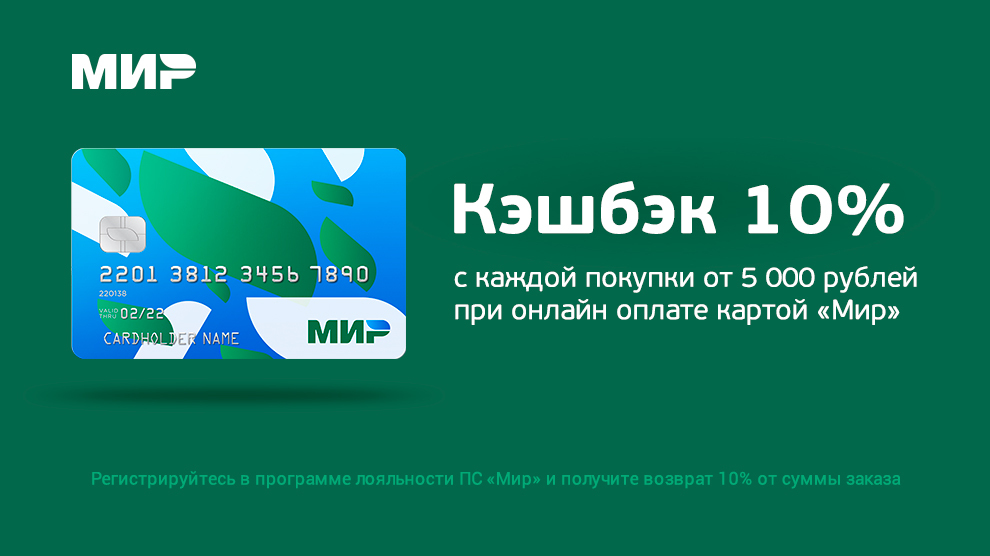 МИР
Кэшбэк 10%
с каждой покупки от 5 000 рублей
при онлайн оплате картой «Мир»
2201 3812 3456 7890
220138
VALID
THRU 02/22
CARDHOLDER NAME
МИР
Регистрируйтесь в программе лояльности ПС «Мир» и получите возврат 10% от суммы заказа